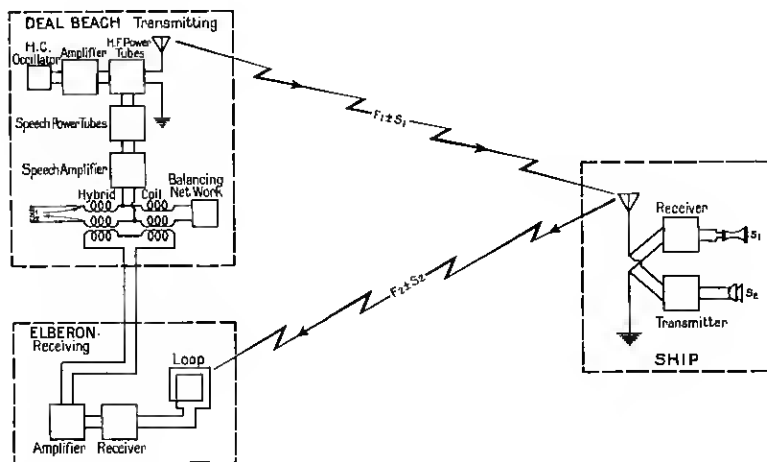 DEAL BEACH Transmitting
H.C. Occillator
Amplifier
H.F. Power Tubes
Speech Power Tubes
Speech Amplifier
Hybrid Coil
Balancing Net Work
F₁ ± S₁
F₂ ± S₂
Receiver
S₁
S₂
Transmitter
SHIP
ELBERON-
Receiving
Loop
Amplifier
Receiver